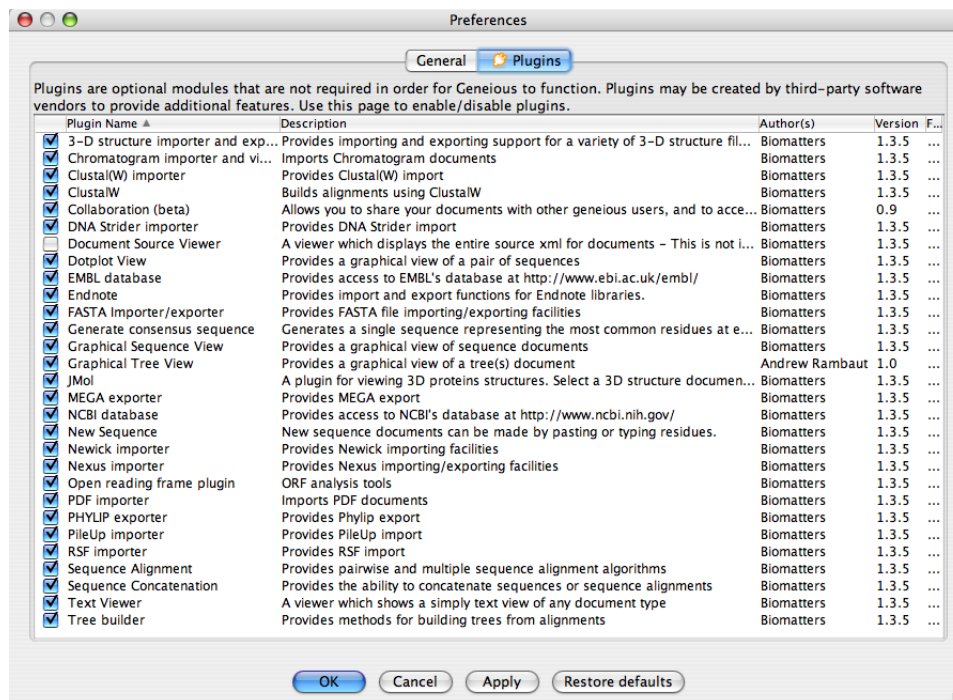 Preferences
General Plugins
Plugins are optional modules that are not required in order for Geneious to function. Plugins may be created by third-party software
vendors to provide additional features. Use this page to enable/disable plugins.
Plugin Name Description Author(s) Version F...
3-D structure importer and exp... Provides importing and exporting support for a variety of 3-D structure fil... Biomatters 1.3.5 ...
Chromatogram importer and vi... Imports Chromatogram documents Biomatters 1.3.5 ...
Clustal(W) importer Provides Clustal(W) import Biomatters 1.3.5 ...
ClustalW Builds alignments using ClustalW Biomatters 1.3.5 ...
Collaboration (beta) Allows you to share your documents with other geneious users, and to acce... Biomatters 0.9 ...
DNA Strider importer Provides DNA Strider import Biomatters 1.3.5 ...
Document Source Viewer A viewer which displays the entire source xml for documents - This is not i... Biomatters 1.3.5 ...
Dotplot View Provides a graphical view of a pair of sequences Biomatters 1.3.5 ...
EMBL database Provides access to EMBL's database at http://www.ebi.ac.uk/embl/ Biomatters 1.3.5 ...
Endnote Provides import and export functions for Endnote libraries. Biomatters 1.3.5 ...
FASTA Importer/exporter Provides FASTA file importing/exporting facilities Biomatters 1.3.5 ...
Generate consensus sequence Generates a single sequence representing the most common residues at e... Biomatters 1.3.5 ...
Graphical Sequence View Provides a graphical view of sequence documents Biomatters 1.3.5 ...
Graphical Tree View Provides a graphical view of a tree(s) document Andrew Rambaut 1.0 ...
JMol A plugin for viewing 3D proteins structures. Select a 3D structure documen... Biomatters 1.3.5 ...
MEGA exporter Provides MEGA export Biomatters 1.3.5 ...
NCBI database Provides access to NCBI's database at http://www.ncbi.nih.gov/ Biomatters 1.3.5 ...
New Sequence New sequence documents can be made by pasting or typing residues. Biomatters 1.3.5 ...
Newick importer Provides Newick importing facilities Biomatters 1.3.5 ...
Nexus importer Provides Nexus importing/exporting facilities Biomatters 1.3.5 ...
Open reading frame plugin ORF analysis tools Biomatters 1.3.5 ...
PDF importer Imports PDF documents Biomatters 1.3.5 ...
PHYLIP exporter Provides Phylip export Biomatters 1.3.5 ...
PileUp importer Provides PileUp import Biomatters 1.3.5 ...
RSF importer Provides RSF import Biomatters 1.3.5 ...
Sequence Alignment Provides pairwise and multiple sequence alignment algorithms Biomatters 1.3.5 ...
Sequence Concatenation Provides the ability to concatenate sequences or sequence alignments Biomatters 1.3.5 ...
Text Viewer A viewer which shows a simply text view of any document type Biomatters 1.3.5 ...
Tree builder Provides methods for building trees from alignments Biomatters 1.3.5 ...
OK Cancel Apply Restore defaults